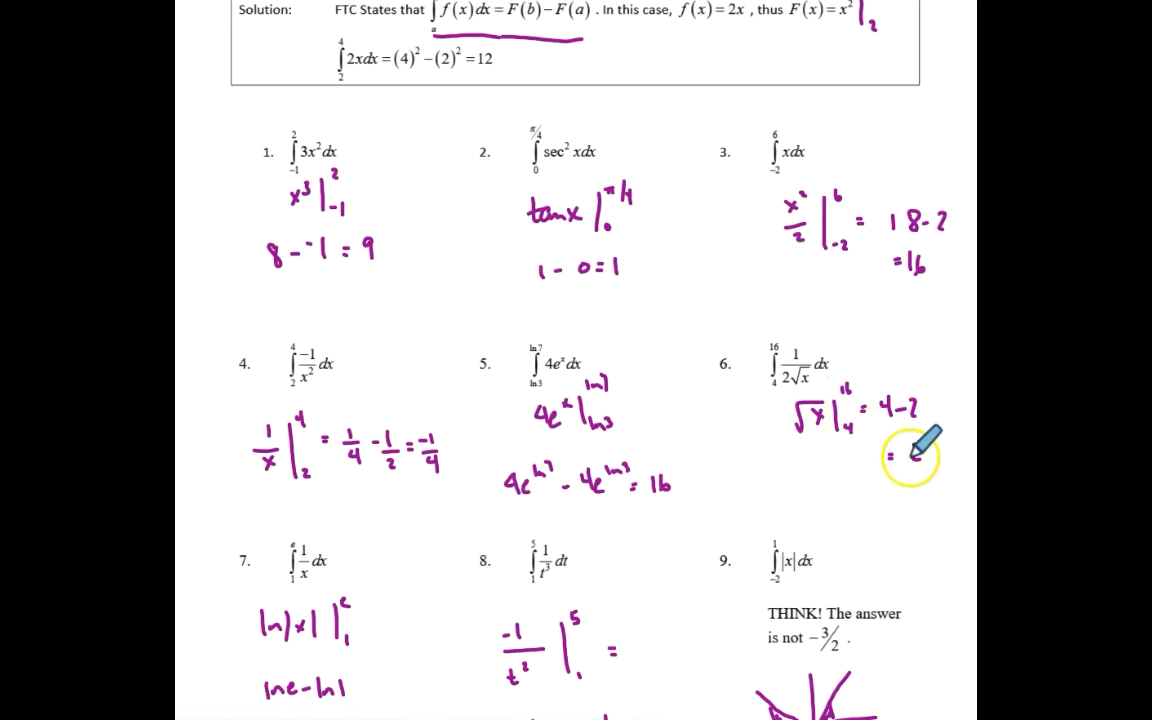 Solution: FTC States that ∫ₐ f(x)dx = F(b) − F(a). In this case, f(x) = 2x, thus F(x) = x² |₂
∫₂⁴ 2xdx = (4)² − (2)² = 12
1. ∫₋₁² 3x²dx
x³ |₋₁²
8 - -1 = 9
2. ∫₀^(π/4) sec² xdx
tan x |₀^(π/4)
1 - 0 = 1
3. ∫₋₂⁶ xdx
x²/2 |₋₂⁶ = 18 - 2
= 16
4. ∫₂⁴ −1/x² dx
1/x |₂⁴ = 1/4 - 1/2 = -1/4
5. ∫_(ln3)^(ln7) 4eˣdx
4eˣ |_(ln3)^(ln7)
4e^(ln7) - 4e^(ln3) = 16
6. ∫₄¹⁶ 1/(2√x) dx
√x |₄¹⁶ = 4 - 2
=
7. ∫₁ᵉ 1/x dx
ln|x| |₁ᵉ
ln e - ln 1
8. ∫₁⁵ 1/t³ dt
-1/t² |₁⁵ =
9. ∫₋₂¹ |x|dx
THINK! The answer
is not −3/2.